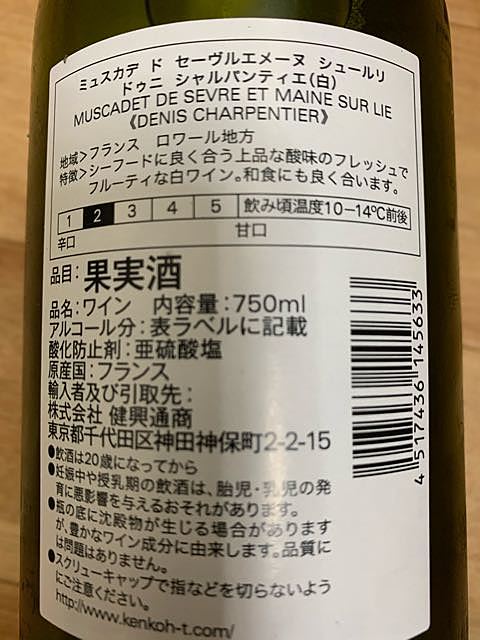 ミュスカデ ド セーヴルエメーヌ シュールリ
ドゥニ シャルパンティエ(白)
MUSCADET DE SEVRE ET MAINE SUR LIE
《DENIS CHARPENTIER》
地域>フランス ロワール地方
特徴>シーフードに良く合う上品な酸味のフレッシュで
フルーティな白ワイン。和食にも良く合います。
1 2 3 4 5 飲み頃温度10-14℃前後
辛口 甘口
品目:果実酒
品名:ワイン 内容量:750ml
アルコール分:表ラベルに記載
酸化防止剤:亜硫酸塩
原産国:フランス
輸入者及び引取先:
株式会社 健興通商
東京都千代田区神田神保町2-2-15
●飲酒は20歳になってから
●妊娠中や授乳期の飲酒は、胎児・乳児の発
育に悪影響を与えるおそれがあります。
●瓶の底に沈殿物が生じる場合があります
が、豊かなワイン成分に由来します。品質に
は問題はありません。
●スクリューキャップで指などを切らないよう
にご注意ください。
http://www.kenkoh-t.com/
4 517436 145633